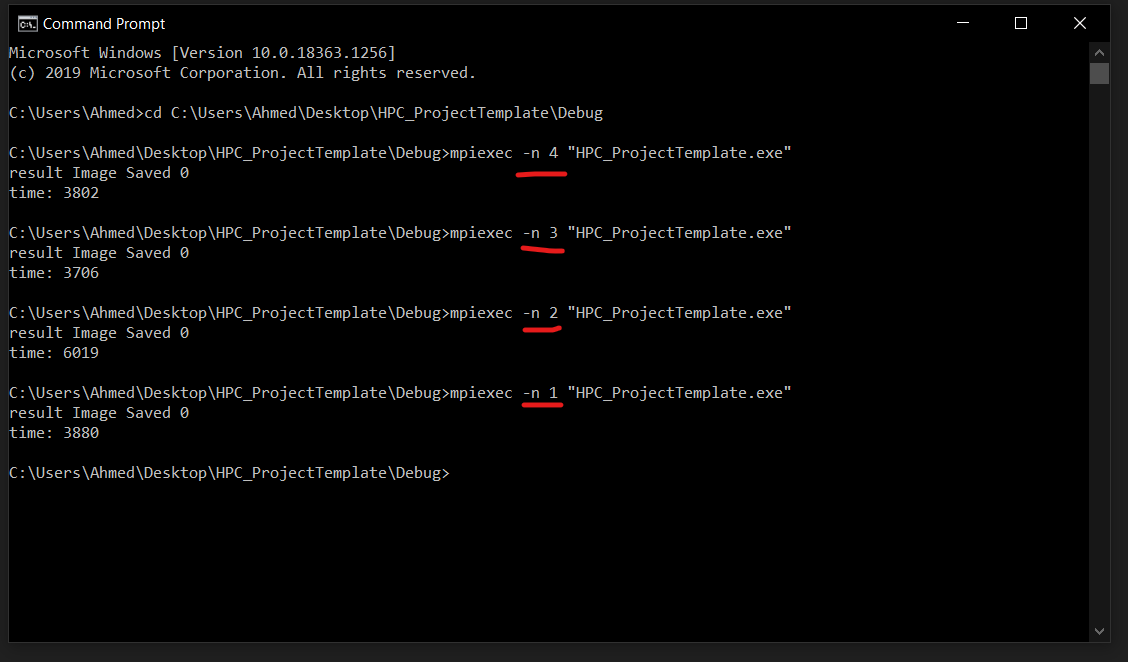 Command Prompt
Microsoft Windows [Version 10.0.18363.1256]
(c) 2019 Microsoft Corporation. All rights reserved.
C:\Users\Ahmed>cd C:\Users\Ahmed\Desktop\HPC_ProjectTemplate\Debug
C:\Users\Ahmed\Desktop\HPC_ProjectTemplate\Debug>mpiexec -n 4 "HPC_ProjectTemplate.exe"
result Image Saved 0
time: 3802
C:\Users\Ahmed\Desktop\HPC_ProjectTemplate\Debug>mpiexec -n 3 "HPC_ProjectTemplate.exe"
result Image Saved 0
time: 3706
C:\Users\Ahmed\Desktop\HPC_ProjectTemplate\Debug>mpiexec -n 2 "HPC_ProjectTemplate.exe"
result Image Saved 0
time: 6019
C:\Users\Ahmed\Desktop\HPC_ProjectTemplate\Debug>mpiexec -n 1 "HPC_ProjectTemplate.exe"
result Image Saved 0
time: 3880
C:\Users\Ahmed\Desktop\HPC_ProjectTemplate\Debug>